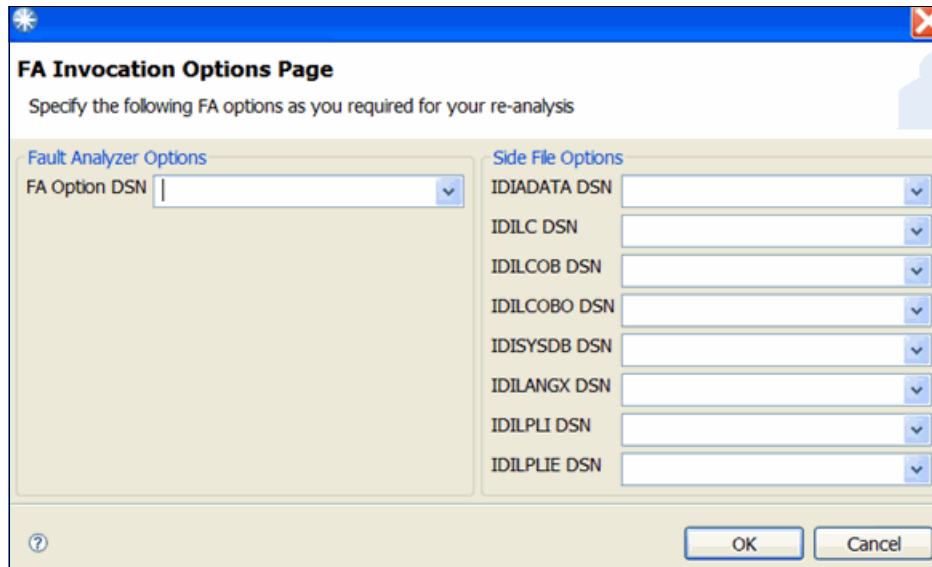 FA Invocation Options Page
Specify the following FA options as you required for your re-analysis
Fault Analyzer Options
FA Option DSN
Side File Options
IDIADATA DSN
IDILC DSN
IDILCOB DSN
IDILCOBO DSN
IDISYSDB DSN
IDILANGX DSN
IDILPLI DSN
IDILPLIE DSN
?
OK
Cancel